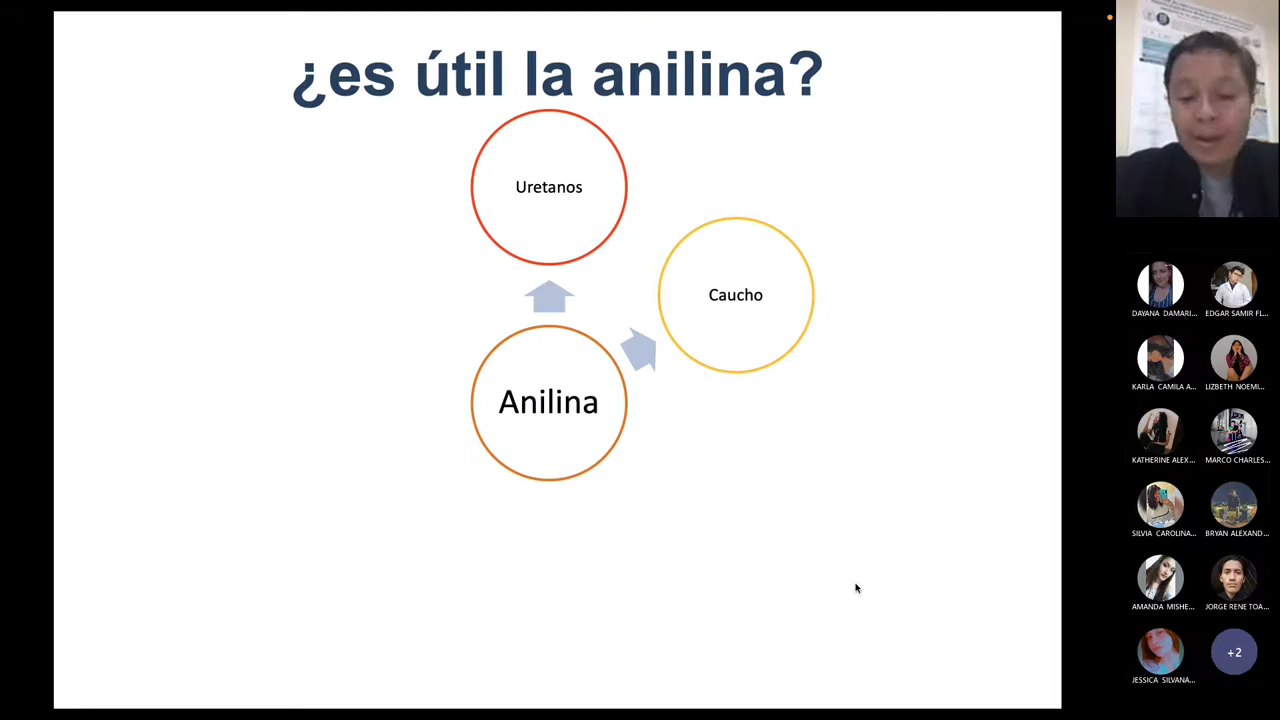 ¿es útil la anilina?
Uretanos
Caucho
Anilina
DAYANA DAMARI...
EDGAR SAMIR FL...
KARLA CAMILA A...
LIZBETH NOEMI...
KATHERINE ALEX...
MARCO CHARLES...
SILVIA CAROLINA...
BRYAN ALEXAND...
AMANDA MISHE...
JORGE RENE TOA...
JESSICA SILVANA...
+2